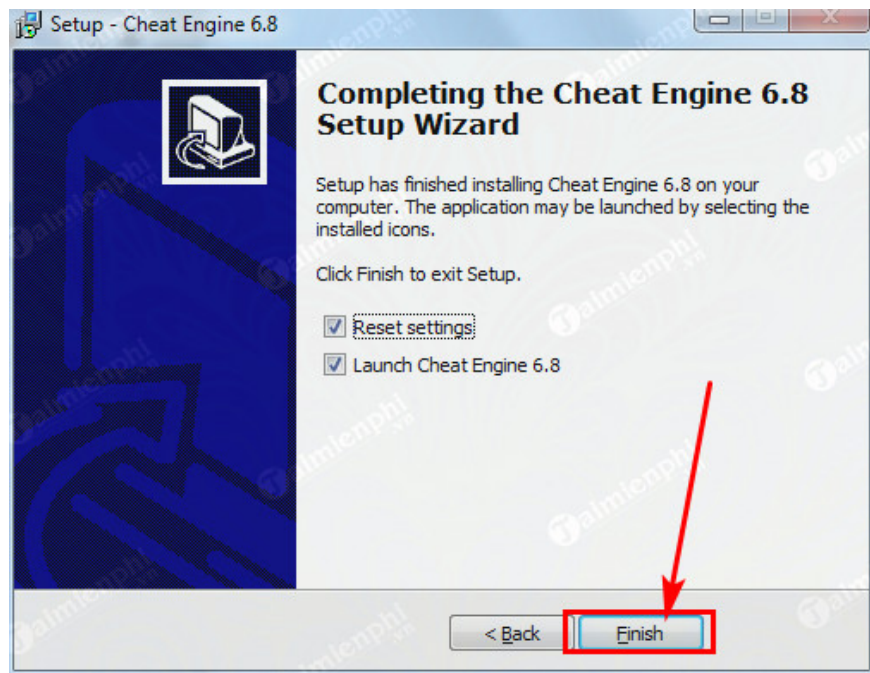 Setup - Cheat Engine 6.8
Completing the Cheat Engine 6.8
Setup Wizard
Setup has finished installing Cheat Engine 6.8 on your
computer. The application may be launched by selecting the
installed icons.
Click Finish to exit Setup.
Reset settings
Launch Cheat Engine 6.8
< Back
Finish
Taimienphi
.vn